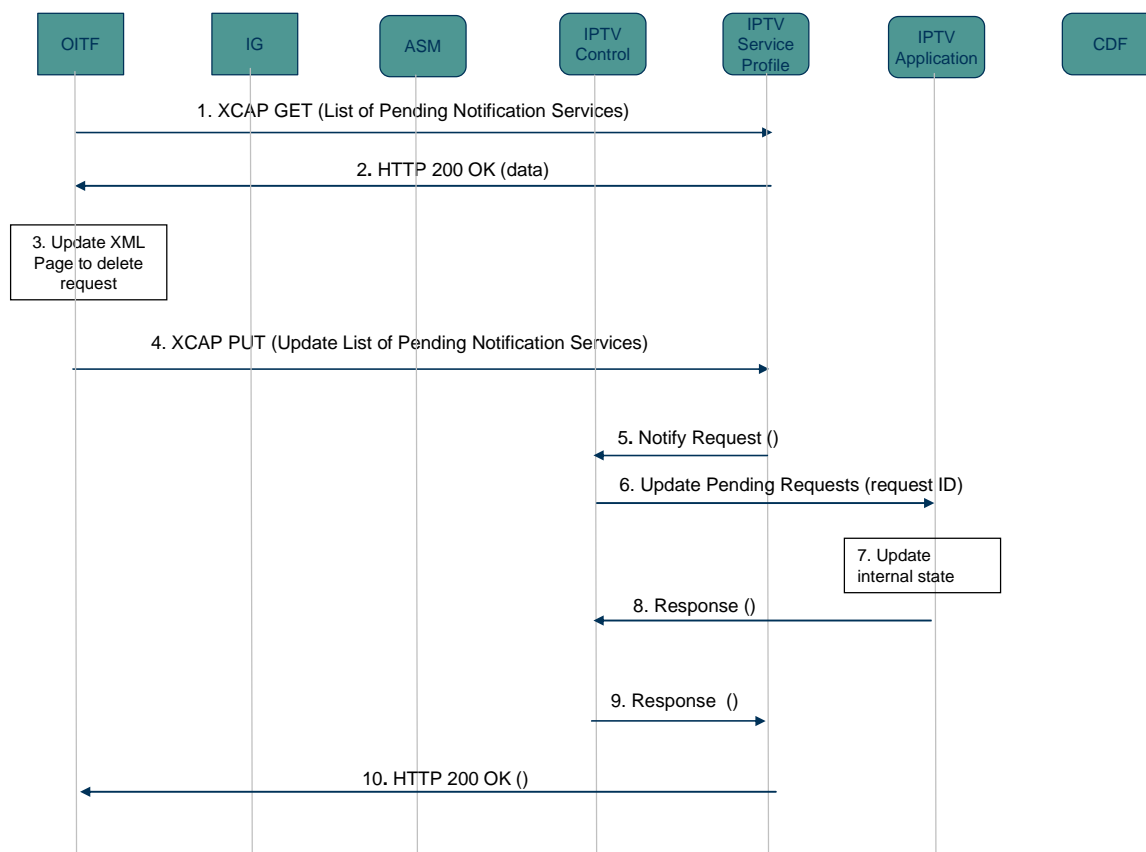 OITF
IG
ASM
IPTV
Control
IPTV
Service
Profile
IPTV
Application
CDF
1. XCAP GET (List of Pending Notification Services)
2. HTTP 200 OK (data)
3. Update XML
Page to delete
request
4. XCAP PUT (Update List of Pending Notification Services)
5. Notify Request ()
6. Update Pending Requests (request ID)
7. Update
internal state
8. Response ()
9. Response ()
10. HTTP 200 OK ()